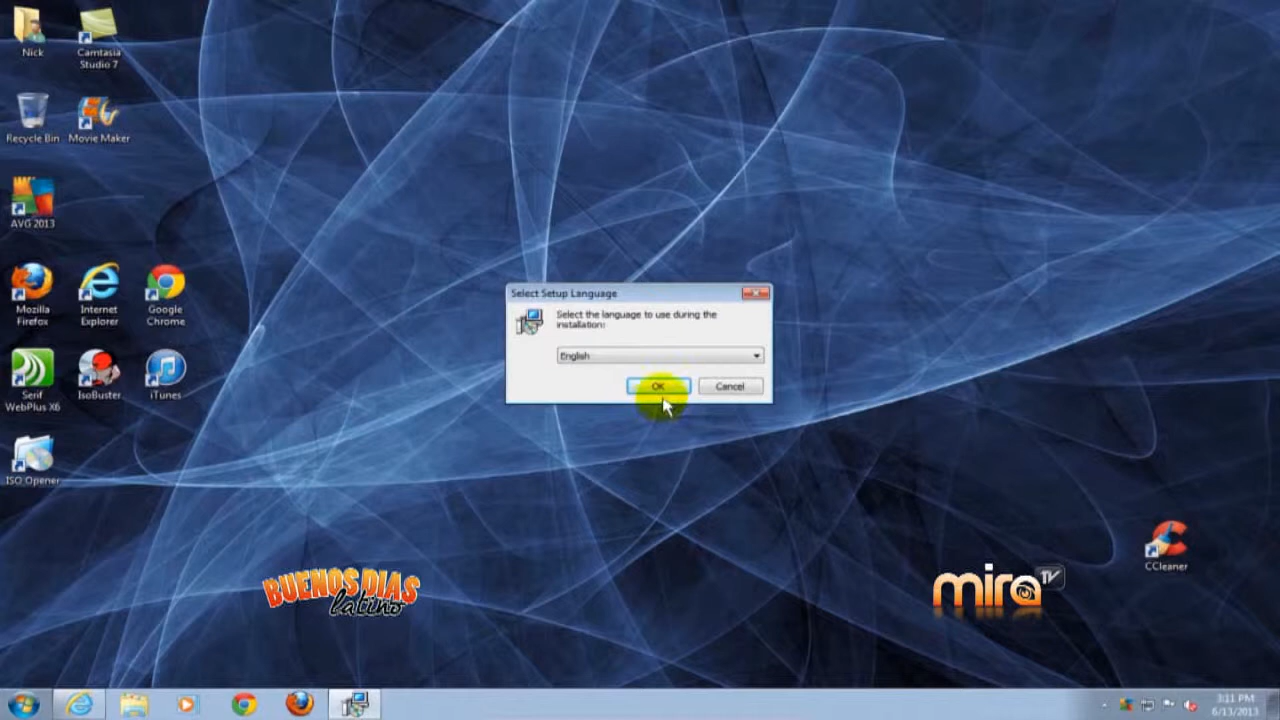 Nick
Camtasia
Studio 7
Recycle Bin
Movie Maker
AVG 2013
Mozilla
Firefox
Internet
Explorer
Google
Chrome
Serif
WebPlus X6
IsoBuster
iTunes
ISO Opener
Select Setup Language
Select the language to use during the
installation:
English
OK
Cancel
CCleaner
BUENOS DIAS
latino
mira TV
3:11 PM
6/13/2013